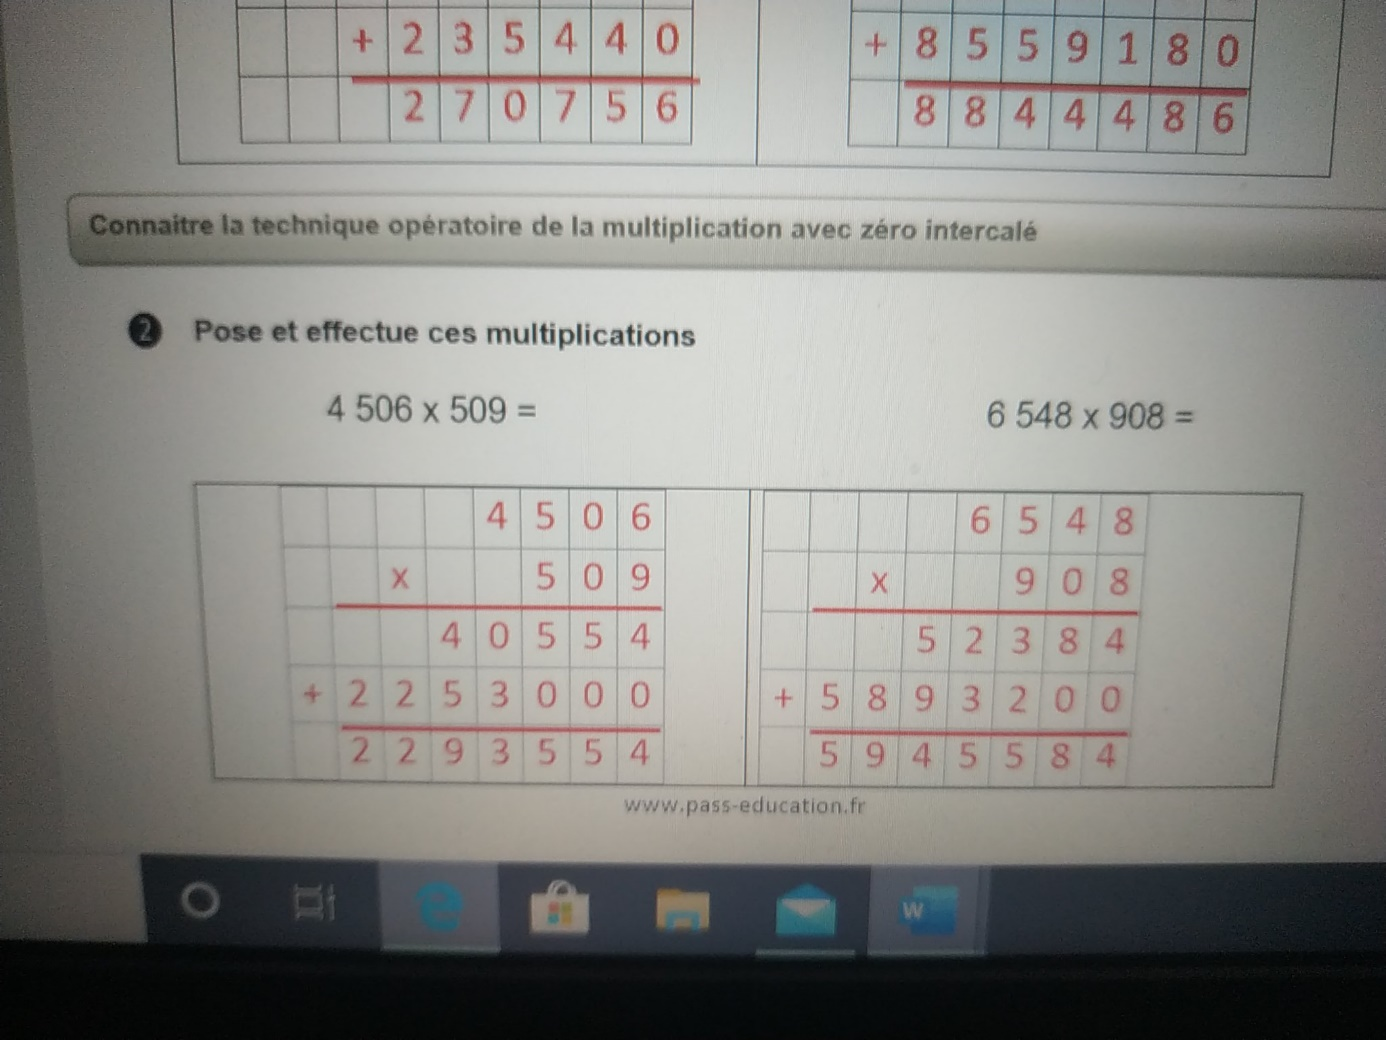 + 2 3 5 4 4 0
2 7 0 7 5 6
+ 8 5 5 9 1 8 0
8 8 4 4 4 8 6
Connaitre la technique opératoire de la multiplication avec zéro intercalé
2 Pose et effectue ces multiplications
4 506 x 509 =
6 548 x 908 =
4 5 0 6
x 5 0 9
4 0 5 5 4
+ 2 2 5 3 0 0 0
2 2 9 3 5 5 4
6 5 4 8
x 9 0 8
5 2 3 8 4
+ 5 8 9 3 2 0 0
5 9 4 5 5 8 4
www.pass-education.fr
W